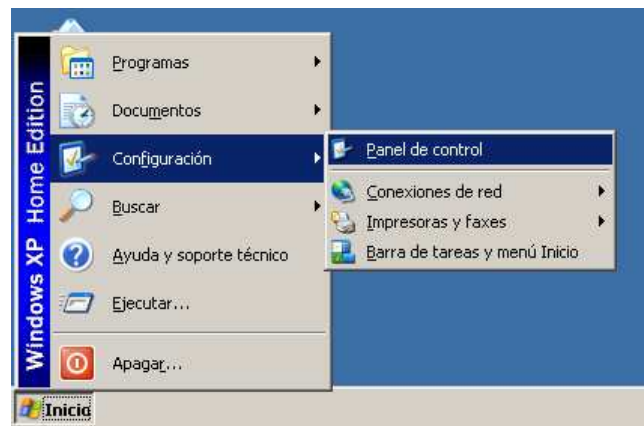 Windows XP Home Edition
Programas
Documentos
Configuración
Buscar
Ayuda y soporte técnico
Ejecutar...
Apagar...
Panel de control
Conexiones de red
Impresoras y faxes
Barra de tareas y menú Inicio
Inicio